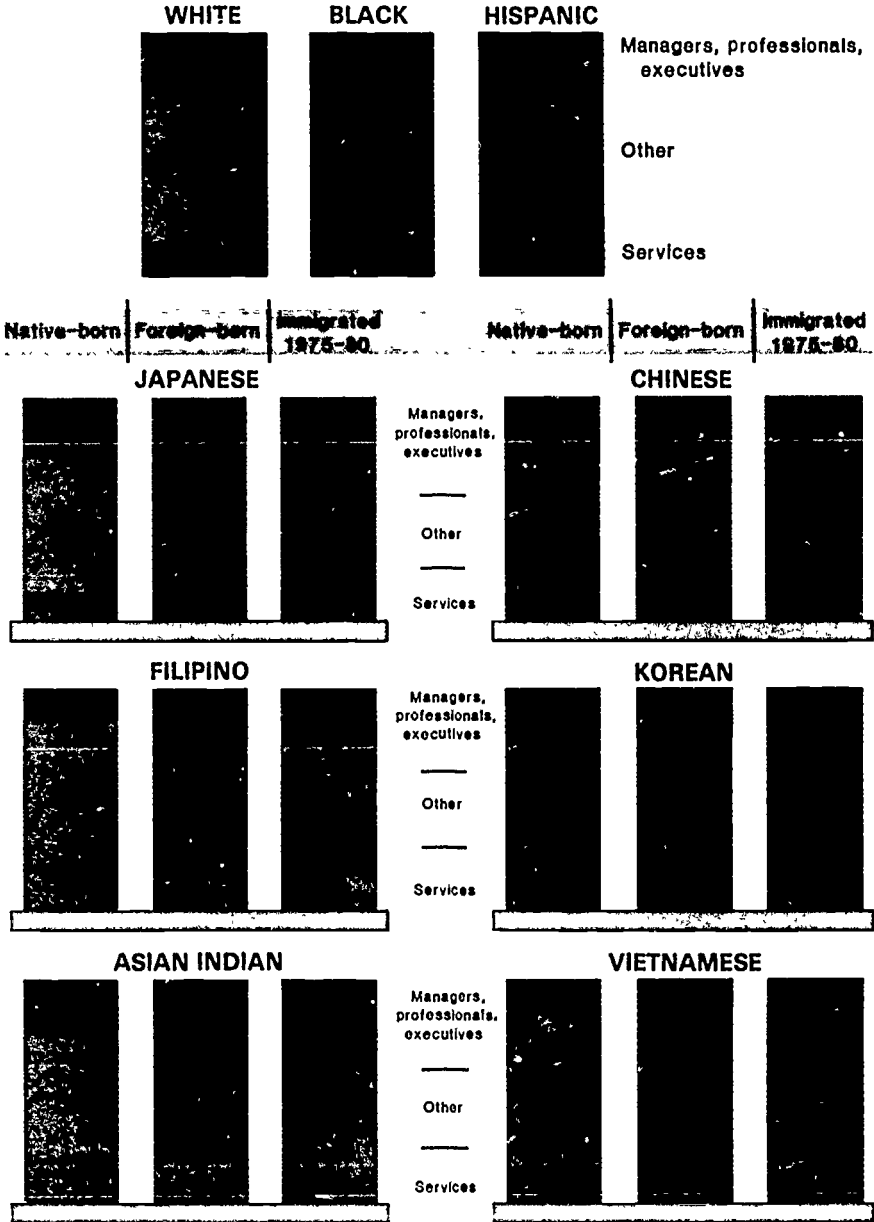 WHITE BLACK HISPANIC
Managers, professionals,
executives
Other
Services
Native-born Foreign-born Immigrated
1975-80
Native-born Foreign-born Immigrated
1975-80
JAPANESE CHINESE
Managers,
professionals,
executives
Other
Services
FILIPINO KOREAN
Managers,
professionals,
executives
Other
Services
ASIAN INDIAN VIETNAMESE
Managers,
professionals,
executives
Other
Services